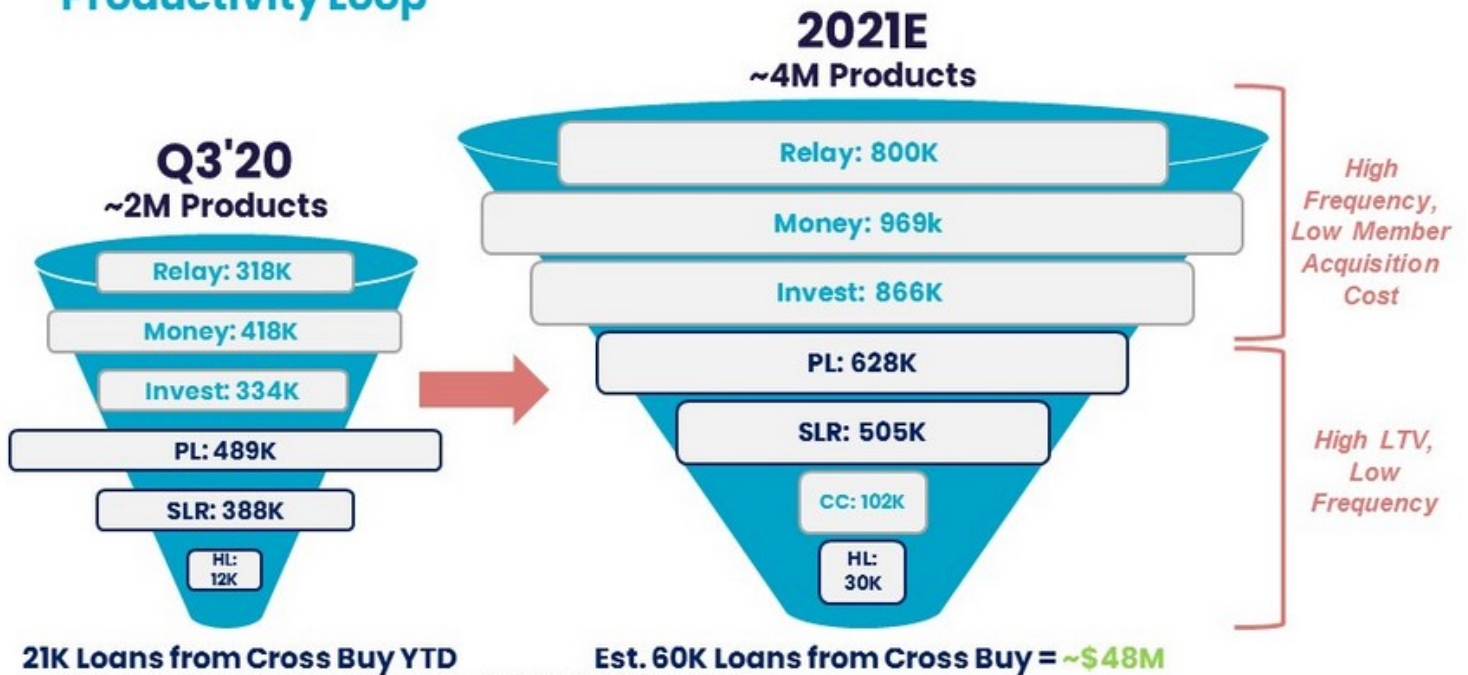 Productivity Loop
2021E
~4M Products
Q3'20
~2M Products
Relay: 318K
Money: 418K
Invest: 334K
PL: 489K
SLR: 388K
HL:
12K
21K Loans from Cross Buy YTD
Relay: 800K
Money: 969k
Invest: 866K
PL: 628K
SLR: 505K
CC: 102K
HL:
30K
Est. 60K Loans from Cross Buy = ~$48M
High
Frequency,
Low Member
Acquisition
Cost
High LTV,
Low
Frequency